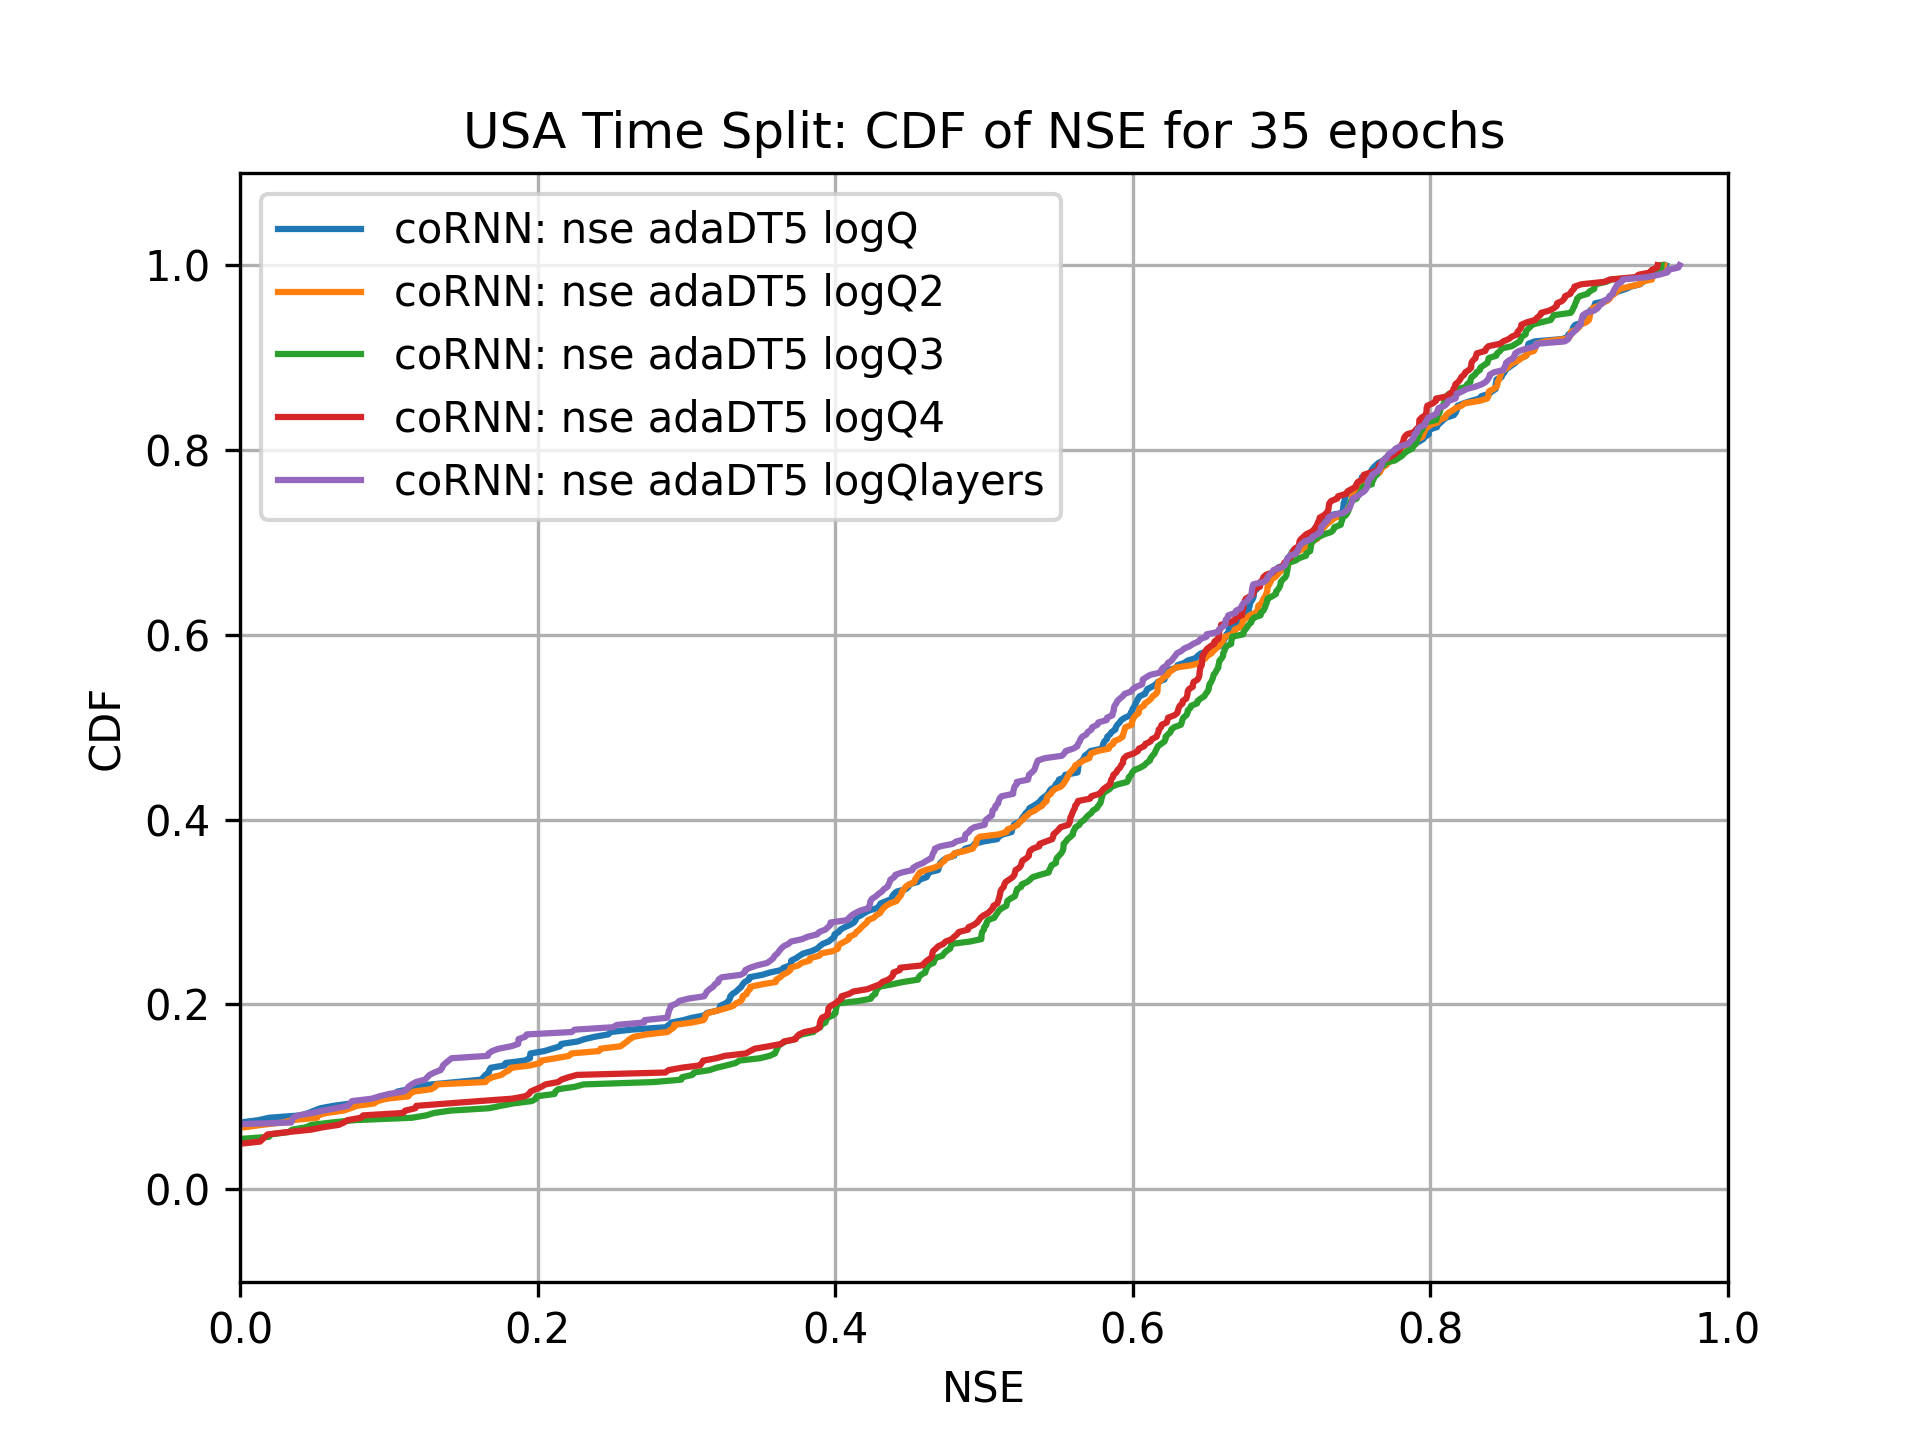 USA Time Split: CDF of NSE for 35 epochs
coRNN: nse adaDT5 logQ
coRNN: nse adaDT5 logQ2
coRNN: nse adaDT5 logQ3
coRNN: nse adaDT5 logQ4
coRNN: nse adaDT5 logQlayers
1.0
0.8
0.6
0.4
0.2
0.0
CDF
0.0 0.2 0.4 0.6 0.8 1.0
NSE